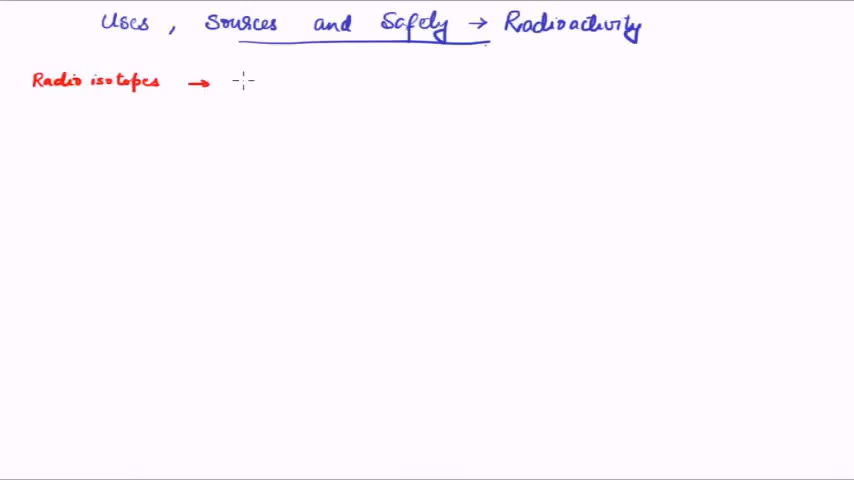 Uses, Sources and Safety → Radioactivity
Radio isotopes →